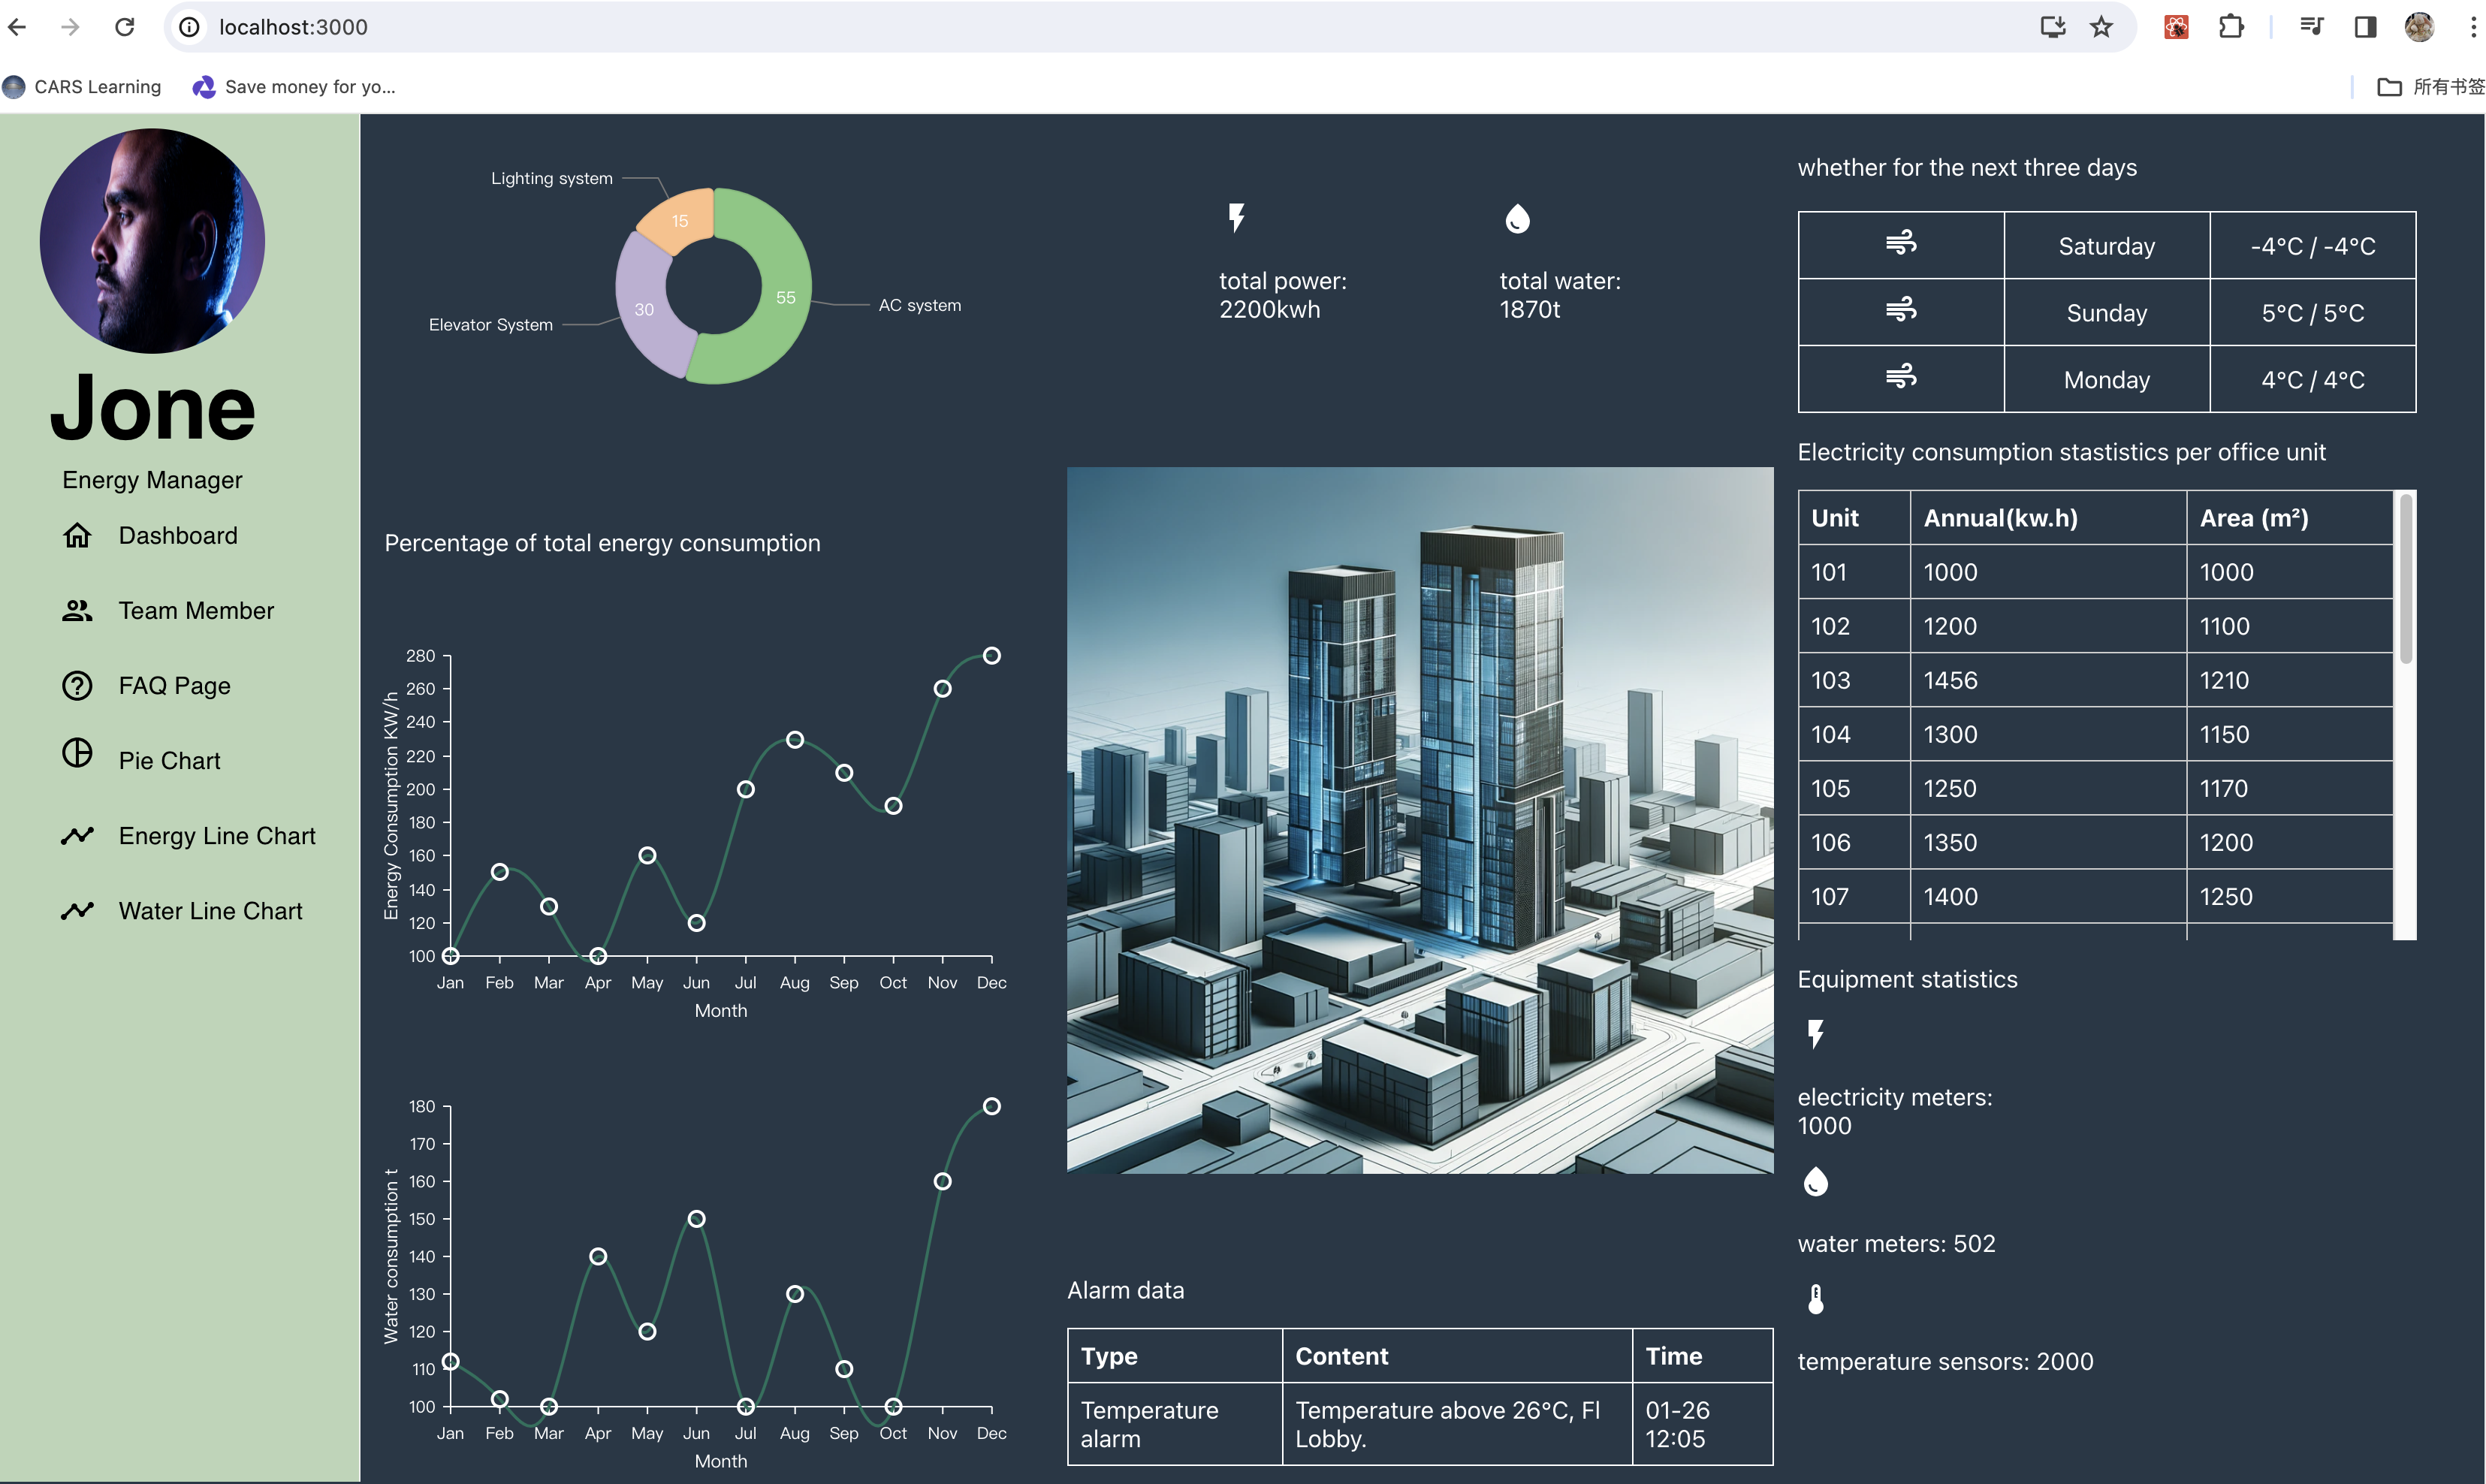 localhost:3000
CARS Learning
Save money for yo...
所有书签
Jone
Energy Manager
Dashboard
Team Member
FAQ Page
Pie Chart
Energy Line Chart
Water Line Chart
Lighting system
15
55
AC system
30
Elevator System
Percentage of total energy consumption
280
260
240
220
200
180
160
140
120
100
Energy Consumption KW/h
Jan Feb Mar Apr May Jun Jul Aug Sep Oct Nov Dec
Month
180
170
160
150
140
130
120
110
100
Water consumption t
Jan Feb Mar Apr May Jun Jul Aug Sep Oct Nov Dec
Month
total power:
2200kwh
total water:
1870t
Alarm data
Type Content Time
Temperature alarm Temperature above 26°C, Fl Lobby. 01-26 12:05
whether for the next three days
Saturday -4°C / -4°C
Sunday 5°C / 5°C
Monday 4°C / 4°C
Electricity consumption stastistics per office unit
Unit Annual(kw.h) Area (m²)
101 1000 1000
102 1200 1100
103 1456 1210
104 1300 1150
105 1250 1170
106 1350 1200
107 1400 1250
Equipment statistics
electricity meters:
1000
water meters: 502
temperature sensors: 2000